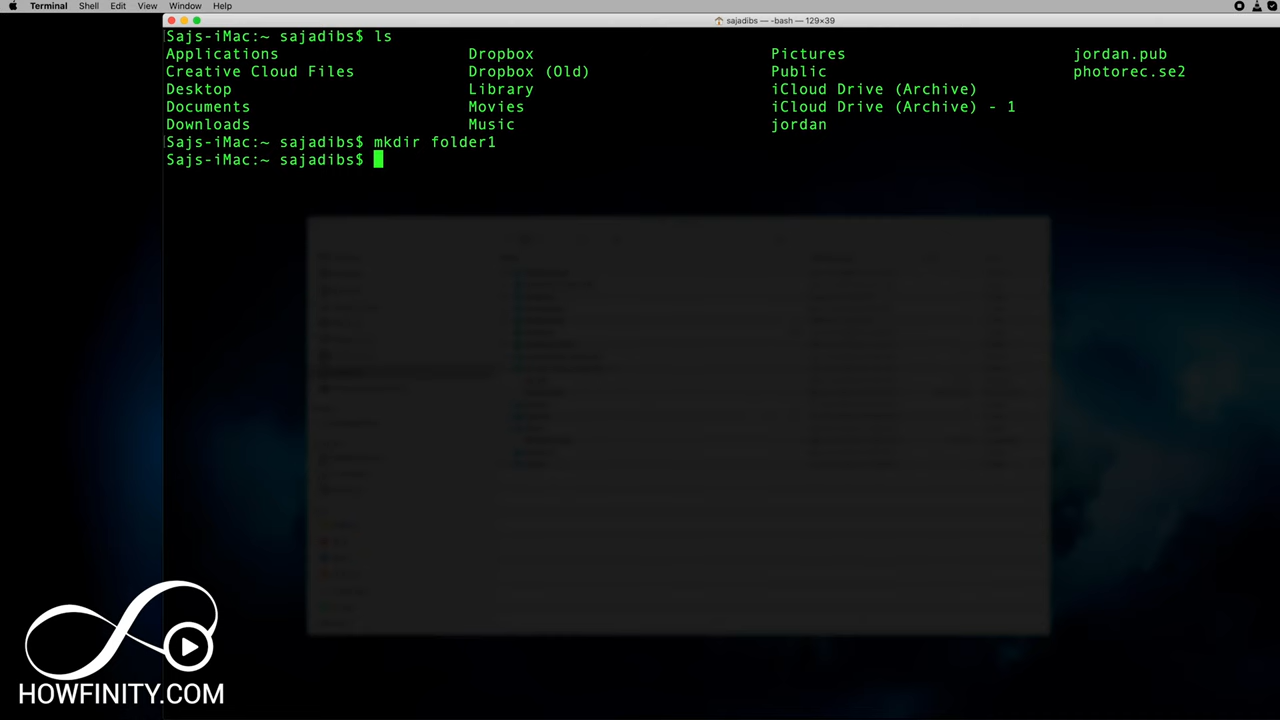 Terminal Shell Edit View Window Help
sajadibs — -bash — 129×39
Sajs-iMac:~ sajadibs$ ls
Applications Dropbox Pictures jordan.pub
Creative Cloud Files Dropbox (Old) Public photorec.se2
Desktop Library iCloud Drive (Archive)
Documents Movies iCloud Drive (Archive) - 1
Downloads Music jordan
Sajs-iMac:~ sajadibs$ mkdir folder1
Sajs-iMac:~ sajadibs$
HOWFINITY.COM